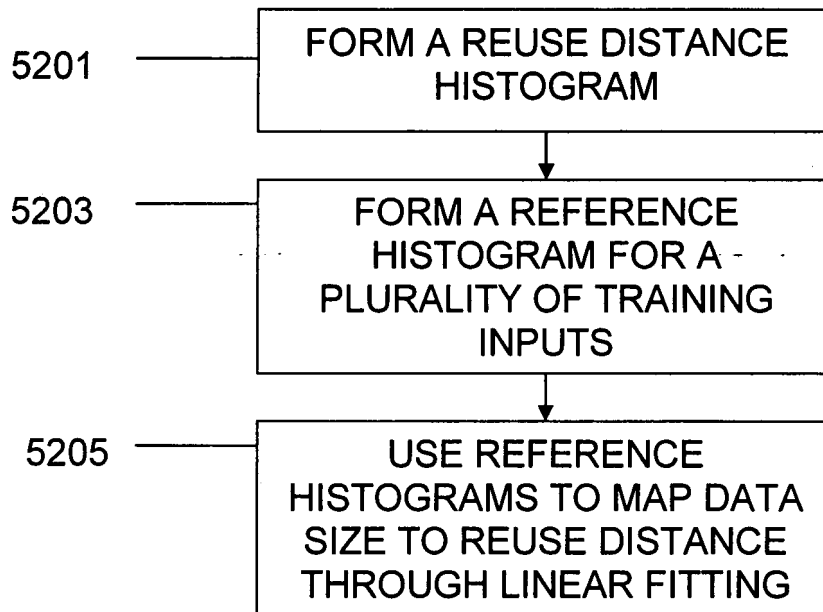 5201
FORM A REUSE DISTANCE
HISTOGRAM
5203
FORM A REFERENCE
HISTOGRAM FOR A
PLURALITY OF TRAINING
INPUTS
5205
USE REFERENCE
HISTOGRAMS TO MAP DATA
SIZE TO REUSE DISTANCE
THROUGH LINEAR FITTING